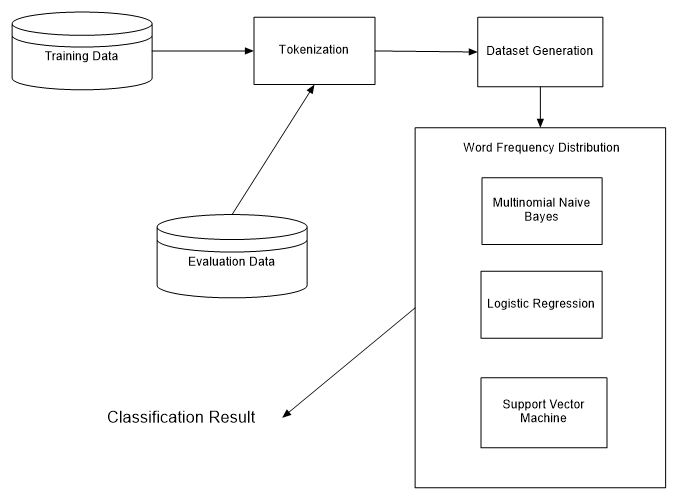 Training Data
Tokenization
Dataset Generation
Word Frequency Distribution
Multinomial Naive
Bayes
Evaluation Data
Logistic Regression
Support Vector
Machine
Classification Result